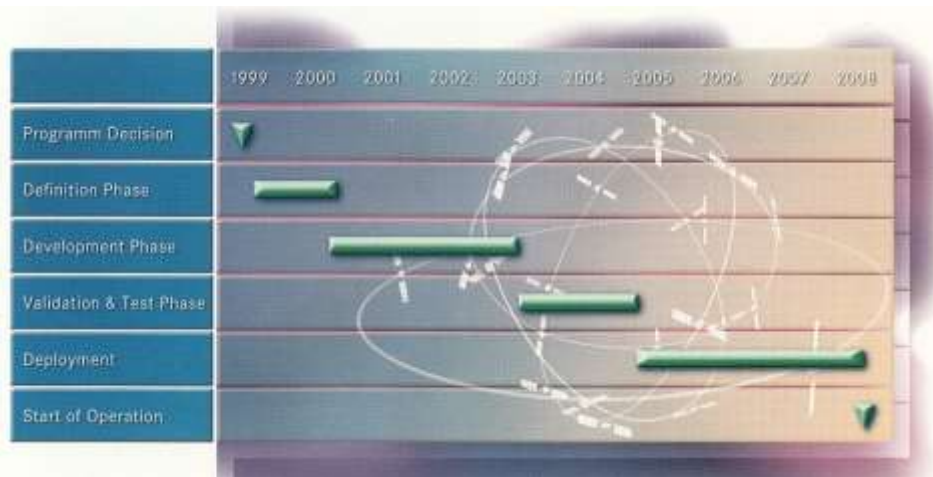 1999 2000 2001 2002 2003 2004 2005 2006 2007 2008
Programm Decision
Definition Phase
Development Phase
Validation & Test Phase
Deployment
Start of Operation